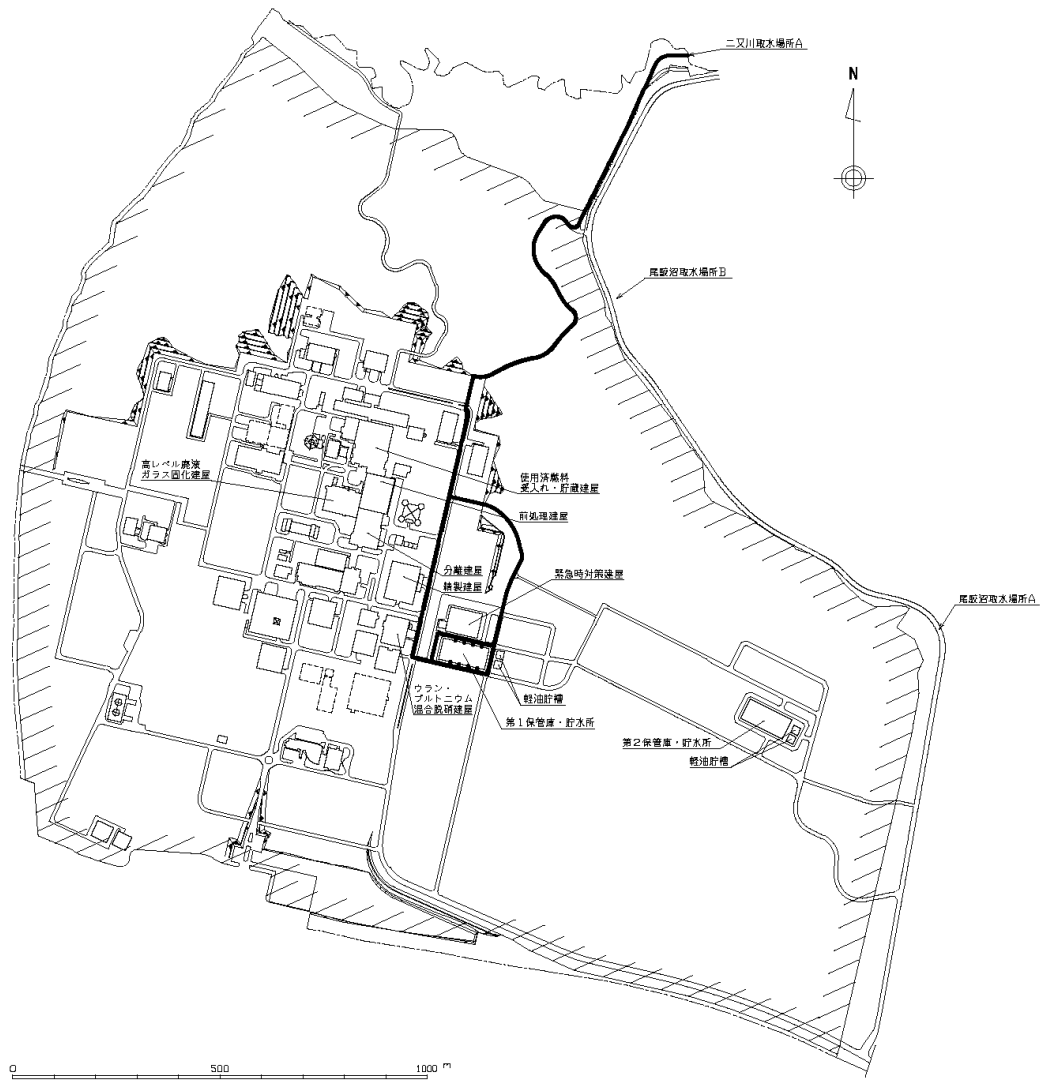 二又川取水場所A
N
尾駮沼取水場所B
高レベル廃液
ガラス固化建屋
使用済燃料
受入れ・貯蔵建屋
前処理建屋
分離建屋
精製建屋
緊急時対策建屋
尾駮沼取水場所A
ウラン・
プルトニウム
混合脱硝建屋
軽油貯槽
第1保管庫・貯水所
第2保管庫・貯水所
軽油貯槽
0 500 1000 m